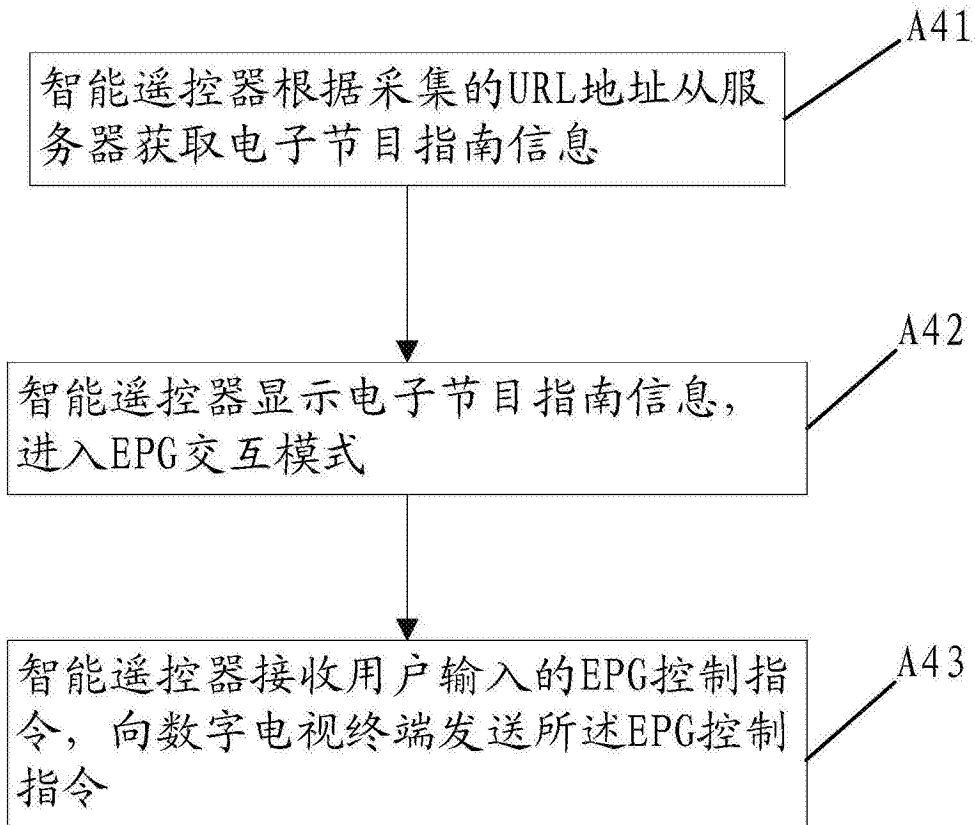 A41
智能遥控器根据采集的URL地址从服
务器获取电子节目指南信息
A42
智能遥控器显示电子节目指南信息，
进入EPG交互模式
A43
智能遥控器接收用户输入的EPG控制指
令，向数字电视终端发送所述EPG控制
指令